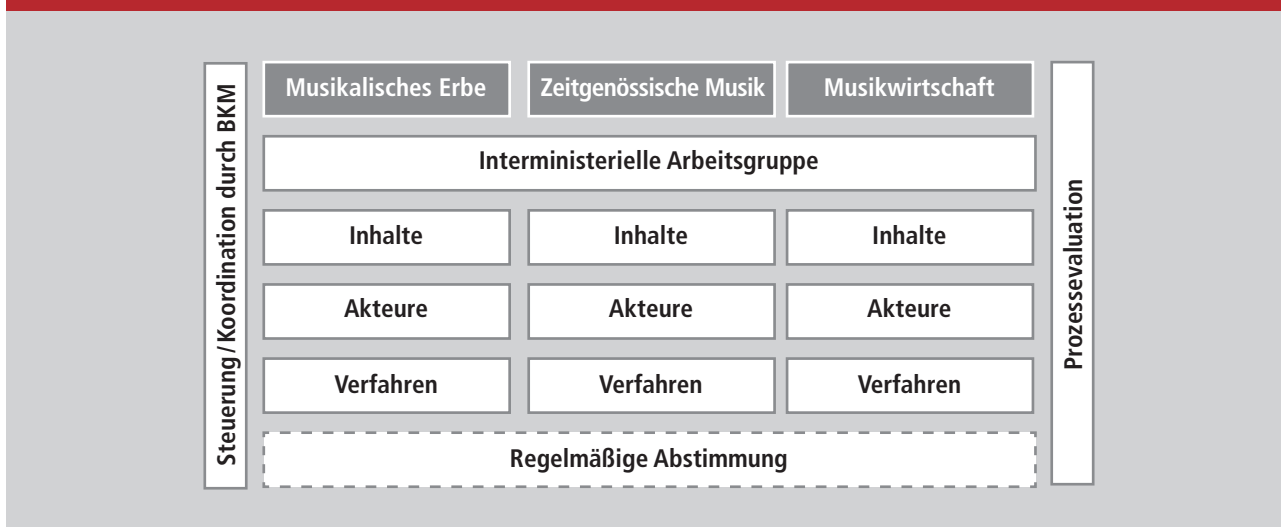 Steuerung/Koordination durch BKM
Musikalisches Erbe
Zeitgenössische Musik
Musikwirtschaft
Interministerielle Arbeitsgruppe
Inhalte
Inhalte
Inhalte
Akteure
Akteure
Akteure
Verfahren
Verfahren
Verfahren
Regelmäßige Abstimmung
Prozessevaluation